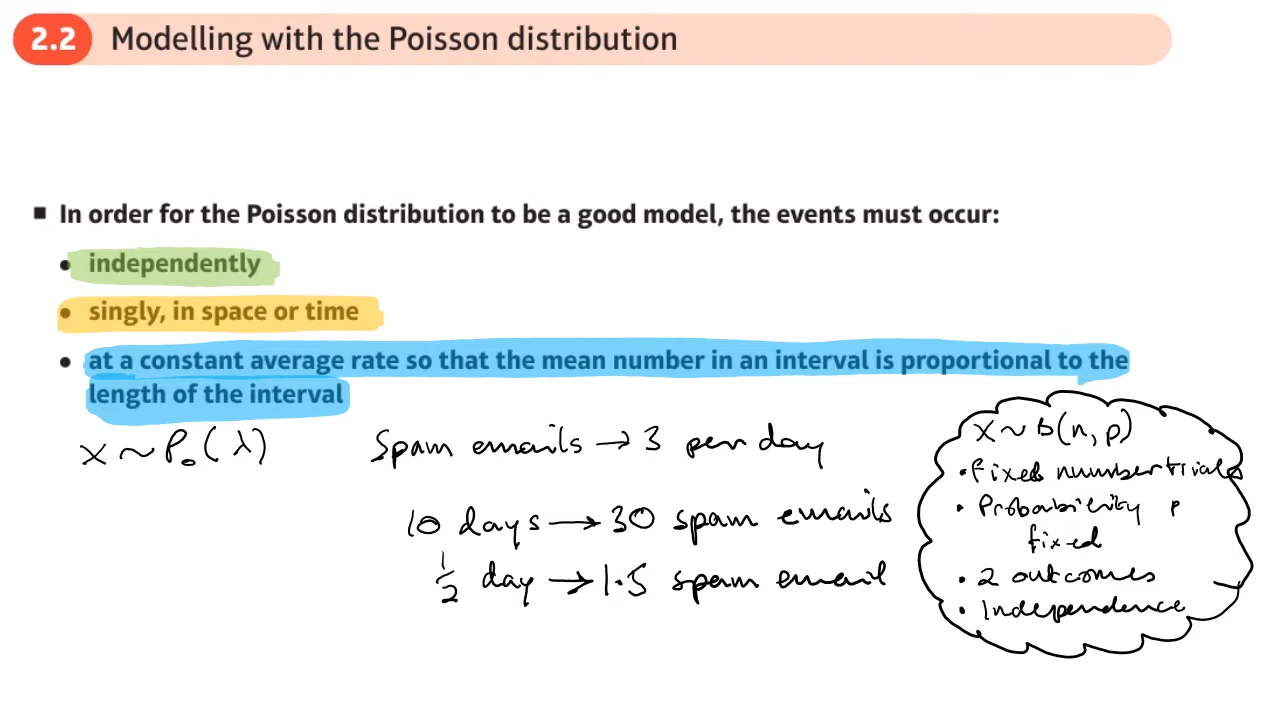 2.2 Modelling with the Poisson distribution
▪ In order for the Poisson distribution to be a good model, the events must occur:
• independently
• singly, in space or time
• at a constant average rate so that the mean number in an interval is proportional to the
length of the interval
X ~ Po(λ)
Spam emails → 3 per day
10 days → 30 spam emails
1/2 day → 1.5 spam email
X ~ B(n, p)
• Fixed number trials
• Probability p
fixed
• 2 outcomes
• Independence